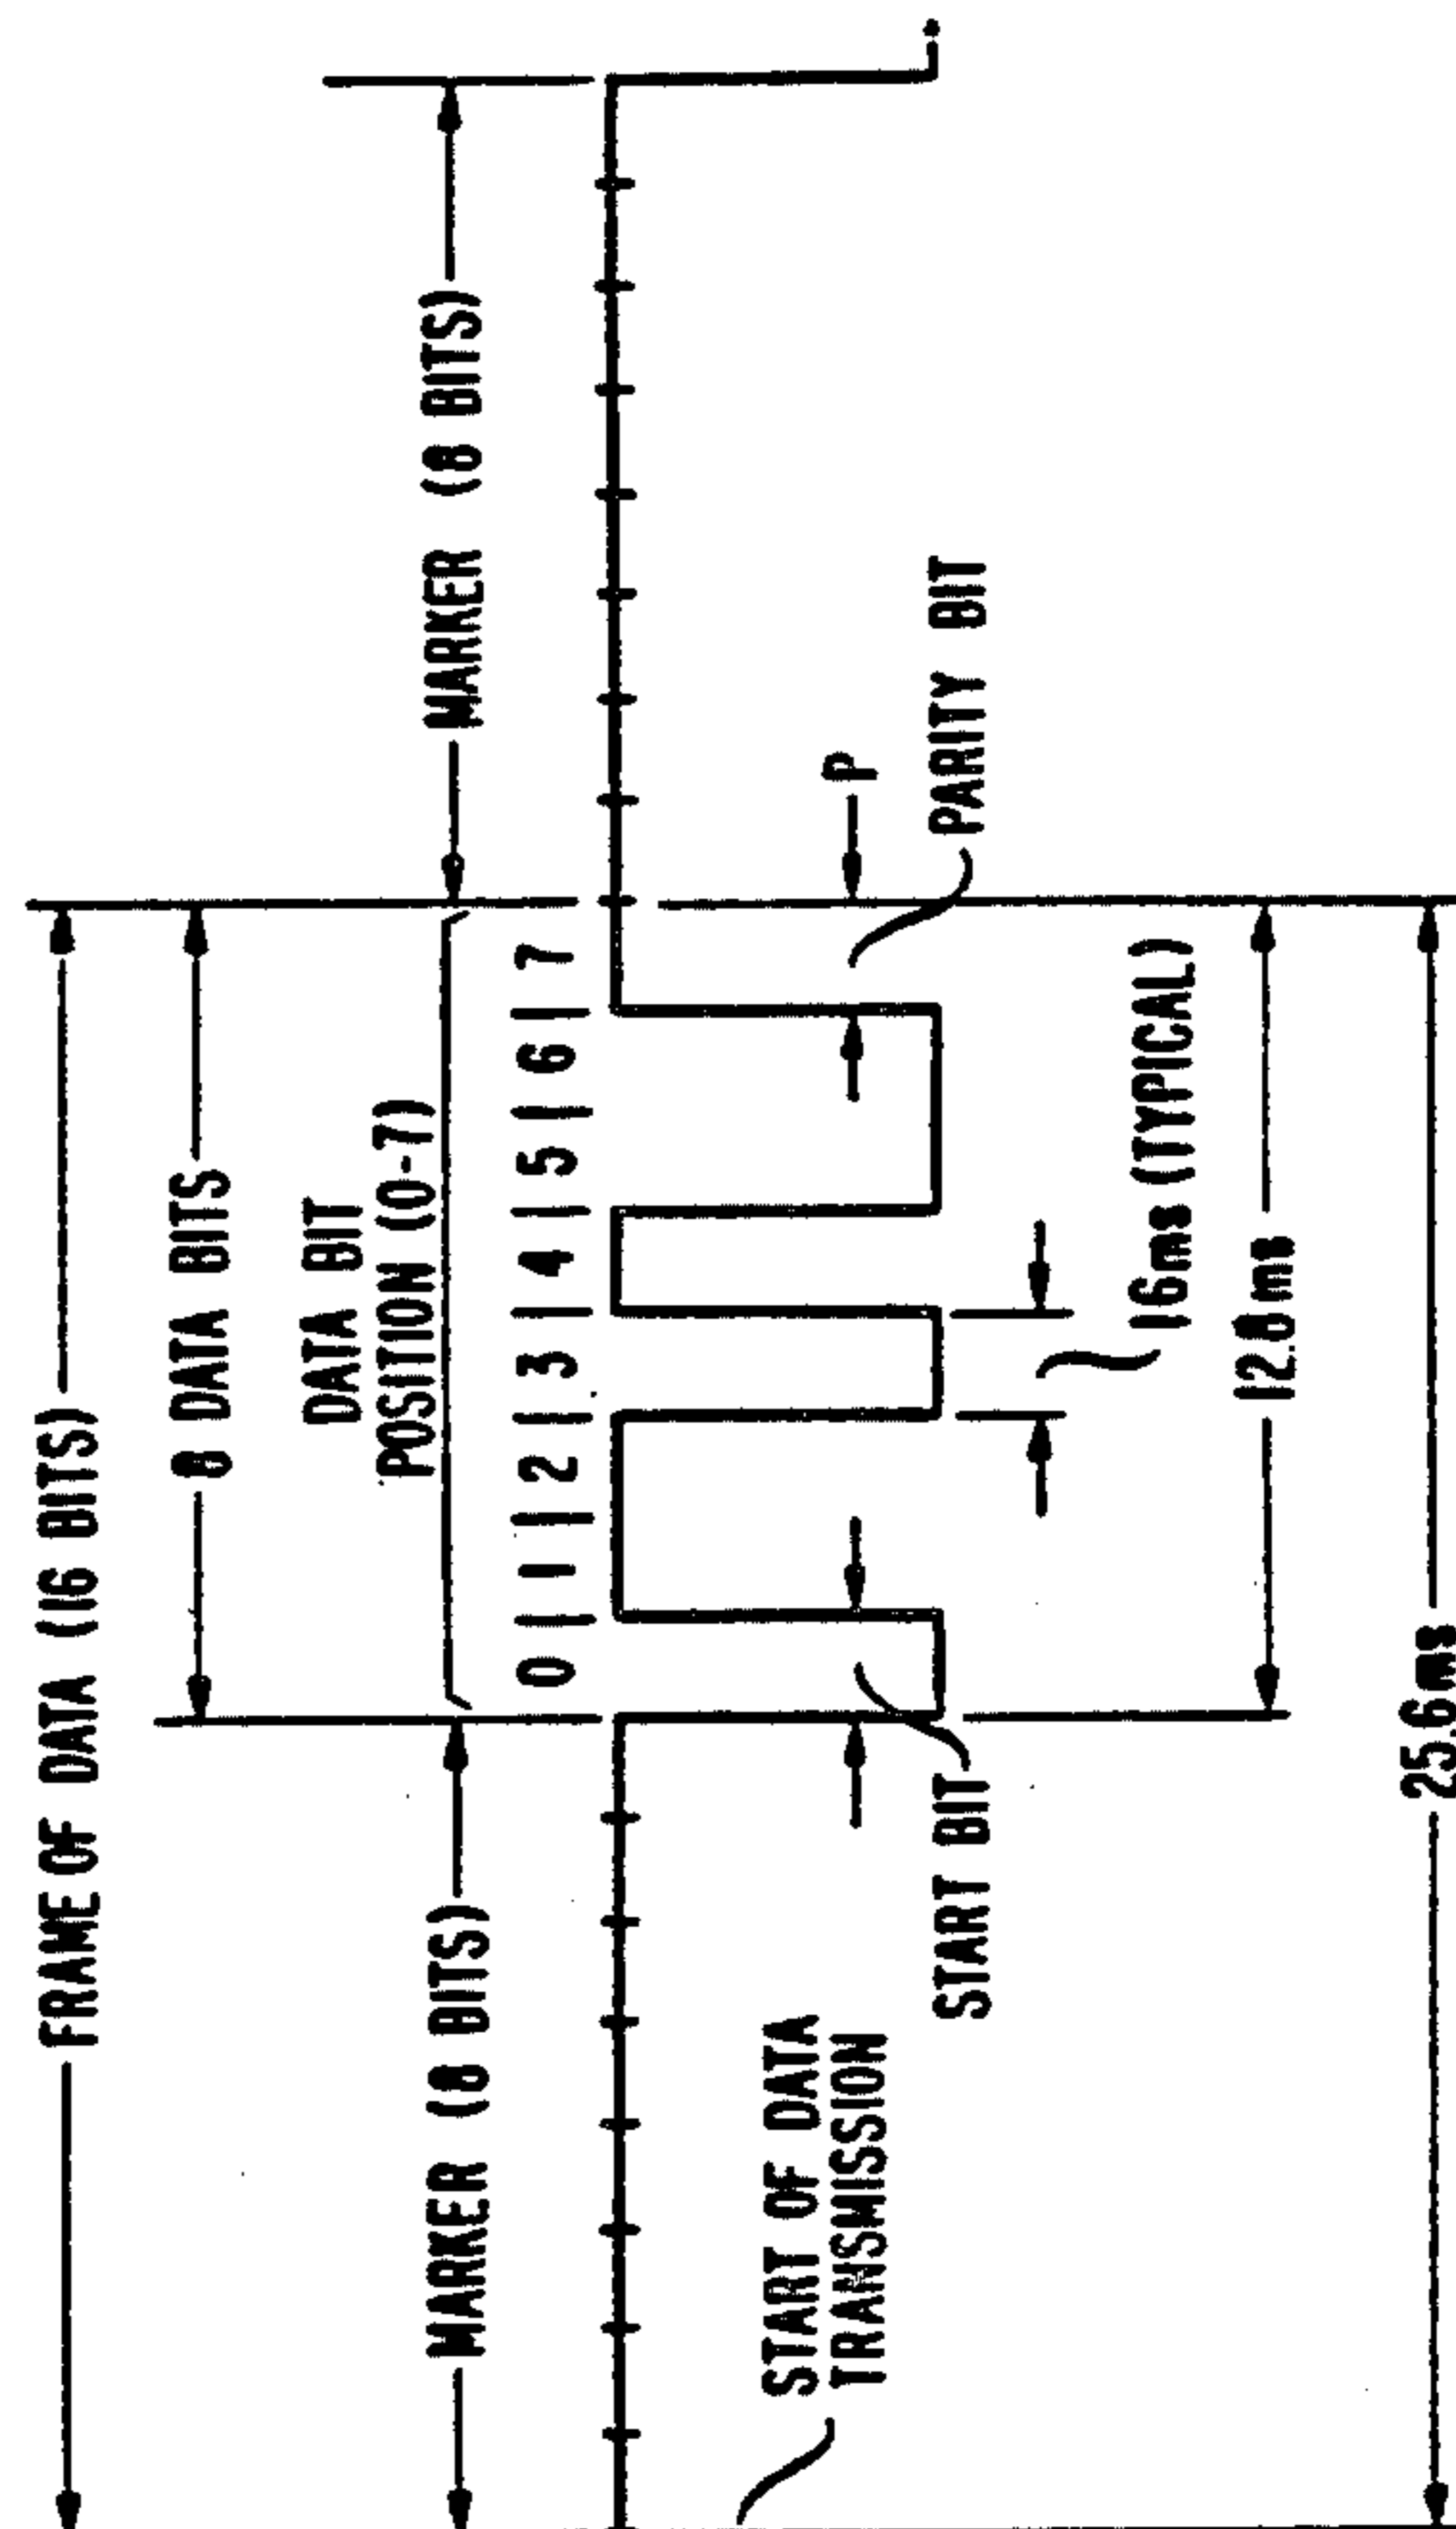 FRAME OF DATA (16 BITS)
8 DATA BITS
DATA BIT
POSITION (0-7)
MARKER (8 BITS)
MARKER (8 BITS)
0 | 1 | 2 | 3 | 4 | 5 | 6 | 7
START OF DATA
TRANSMISSION
P
START BIT
PARITY BIT
16ms (TYPICAL)
12.8ms
25.6ms